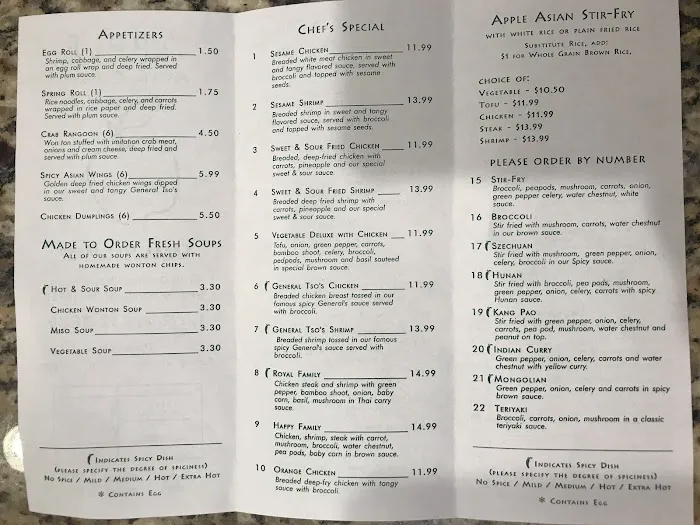 Appetizers
Egg Roll (1) 1.50
Shrimp, cabbage, and celery wrapped in
an egg roll wrap and deep fried. Served
with plum sauce.
Spring Roll (1) 1.75
Rice noodles, cabbage, celery, and carrots
wrapped in rice paper and deep fried.
Served with plum sauce.
Crab Rangoon (6) 4.50
Won ton stuffed with imitation crab meat,
onions and cream cheese, deep fried and
served with plum sauce.
Spicy Asian Wings (6) 5.99
Golden deep fried chicken wings dipped
in our sweet and tangy General Tso's
sauce.
Chicken Dumplings (6) 5.50
Made to Order Fresh Soups
All of our soups are served with
homemade wonton chips.
Hot & Sour Soup 3.30
Chicken Wonton Soup 3.30
Miso Soup 3.30
Vegetable Soup 3.30
Indicates Spicy Dish
(please specify the degree of spiciness)
No Spice / Mild / Medium / Hot / Extra Hot
* Contains Egg
Chef's Special
1 Sesame Chicken 11.99
Breaded white meat chicken in sweet
and tangy flavored sauce, served with
broccoli and topped with sesame
seeds.
2 Sesame Shrimp 13.99
Breaded shrimp in sweet and tangy
flavored sauce, served with broccoli
and topped with sesame seeds.
3 Sweet & Sour Fried Chicken 11.99
Breaded, deep-fried chicken with
carrots, pineapple and our special
sweet & sour sauce.
4 Sweet & Sour Fried Shrimp 13.99
Breaded deep fried shrimp with
carrots, pineapple and our special
sweet & sour sauce.
5 Vegetable Deluxe with Chicken 11.99
Tofu, onion, green pepper, carrots,
bamboo shoot, celery, broccoli,
pedpods, mushroom and basil sauteed
in special brown sauce.
6 General Tso's Chicken 11.99
Breaded chicken breast tossed in our
famous spicy General's sauce served
with broccoli.
7 General Tso's Shrimp 13.99
Breaded shrimp tossed in our famous
spicy General's sauce served with
broccoli.
8 Royal Family 14.99
Chicken steak and shrimp with green
pepper, bamboo shoot, onion, baby
corn, basil, mushroom in Thai curry
sauce.
9 Happy Family 14.99
Chicken, shrimp, steak with carrot,
mushroom, broccoli, water chestnut,
pea pods, baby corn in brown sauce.
10 Orange Chicken 11.99
Breaded deep-fry chicken with tangy
sauce with broccoli.
Apple Asian Stir-Fry
with white rice or plain fried rice
Substitute Rice, add:
$1 for Whole Grain Brown Rice.
Choice of:
Vegetable - $10.50
Tofu - $11.99
Chicken - $11.99
Steak - $13.99
Shrimp - $13.99
Please order by number
15 Stir-Fry
Broccoli, peapods, mushroom, carrots, onion,
green pepper celery, water chestnut, white
sauce.
16 Broccoli
Stir fried with mushroom, carrots, water chestnut
in our brown sauce.
17 Szechuan
Stir fried with mushroom, green pepper, onion,
celery, broccoli in our Spicy sauce.
18 Hunan
Stir fried with broccoli, pea pods, mushroom,
green pepper, onion, celery, carrots with spicy
Hunan sauce.
19 Kang Pao
Stir fried with green pepper, onion, celery,
carrots, pea pod, mushroom, water chestnut and
peanut on top.
20 Indian Curry
Green pepper, onion, celery, carrots and water
chestnut with yellow curry.
21 Mongolian
Green pepper, onion, celery and carrots in spicy
brown sauce.
22 Teriyaki
Broccoli, carrots, onion, mushroom in a classic
teriyaki sauce.
Indicates Spicy Dish
(please specify the degree of spiciness)
No Spice / Mild / Medium / Hot / Extra Hot
* Contains Egg